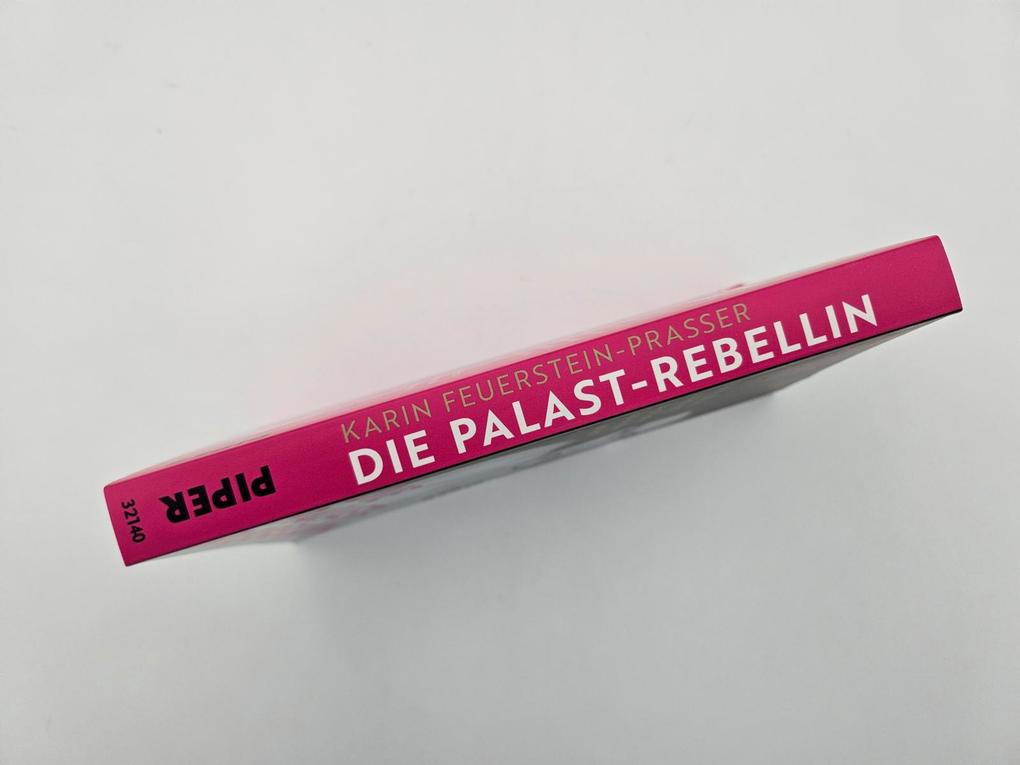 KARIN FEUERSTEIN-PRASSER
DIE PALAST-REBELLIN
PIPER
32140